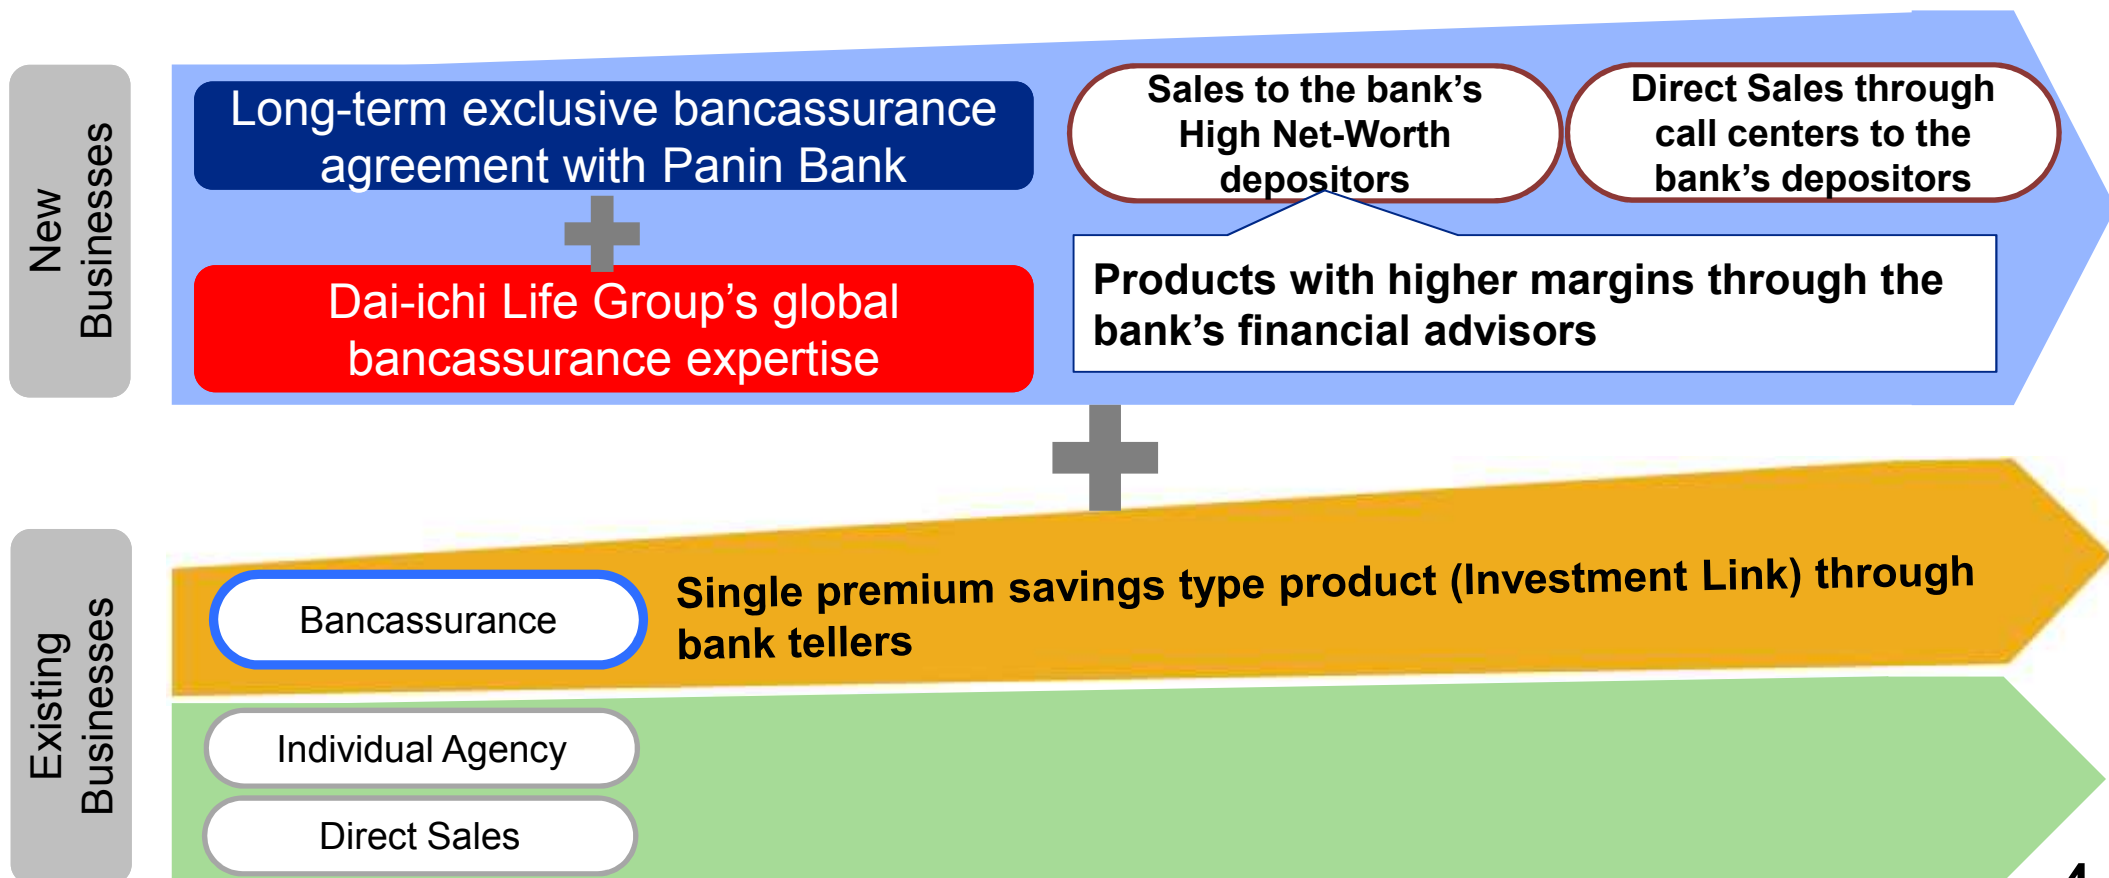 New
Businesses
Long-term exclusive bancassurance
agreement with Panin Bank
Dai-ichi Life Group’s global
bancassurance expertise
Sales to the bank’s
High Net-Worth
depositors
Direct Sales through
call centers to the
bank’s depositors
Products with higher margins through the
bank’s financial advisors
Existing
Businesses
Bancassurance
Single premium savings type product (Investment Link) through
bank tellers
Individual Agency
Direct Sales
4